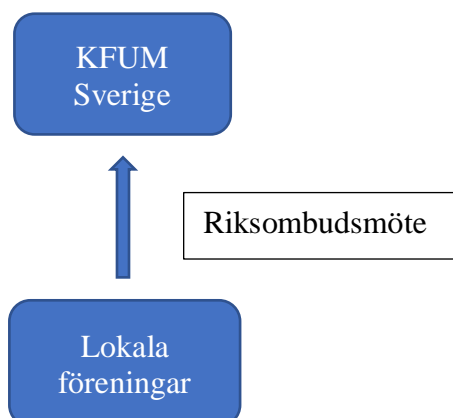 KFUM
Sverige
Riksombudsmöte
Lokala
föreningar